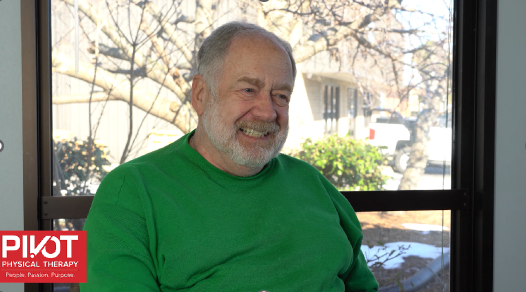 PIVOT
PHYSICAL THERAPY
People. Passion. Purpose.